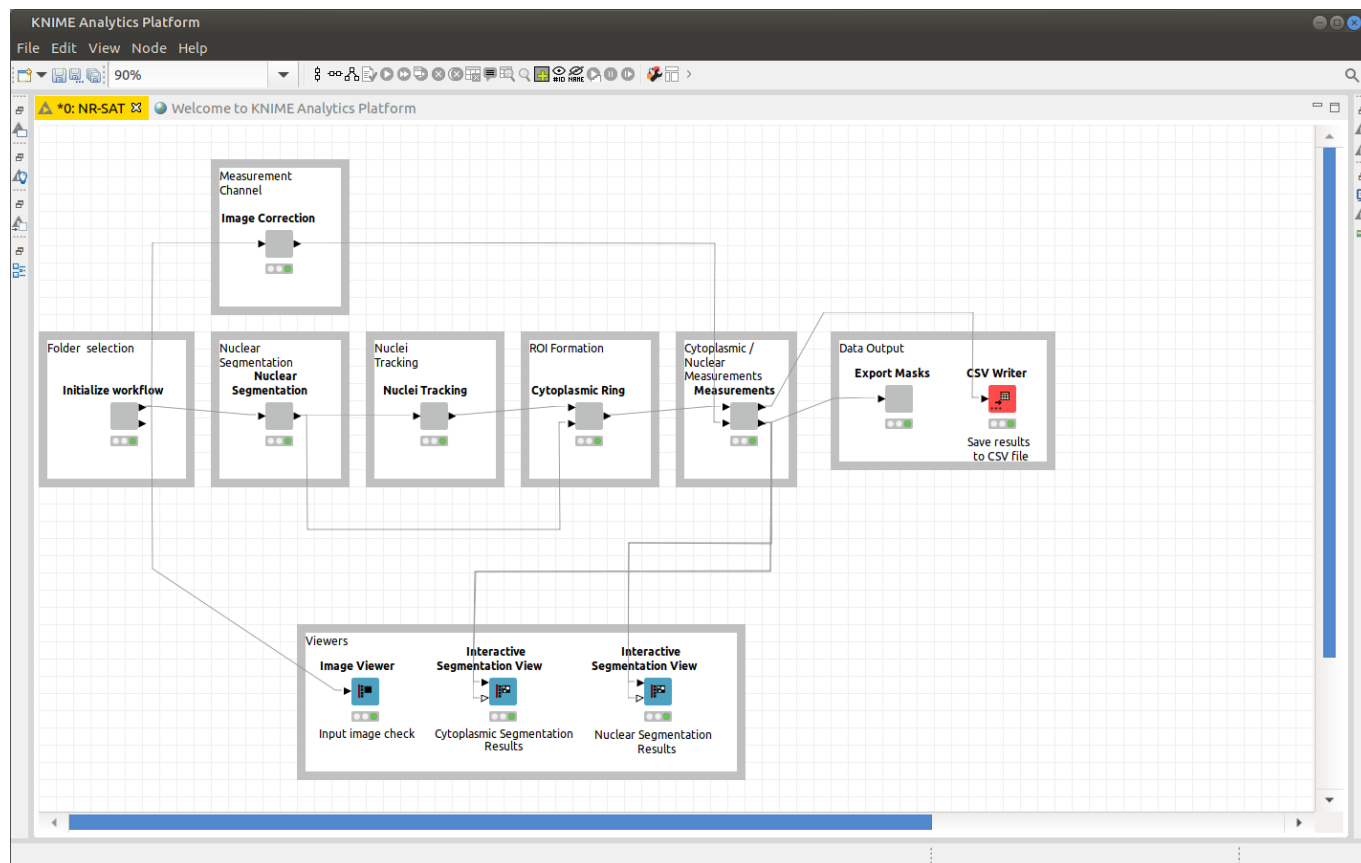 KNIME Analytics Platform
File Edit View Node Help
90%
#ID NAME
*0: NR-SAT
Welcome to KNIME Analytics Platform
Measurement
Channel
Image Correction
Folder selection
Initialize workflow
Nuclear
Segmentation
Nuclear
Segmentation
Nuclei
Tracking
Nuclei Tracking
ROI Formation
Cytoplasmic Ring
Cytoplasmic /
Nuclear
Measurements
Measurements
Data Output
Export Masks
CSV Writer
Save results
to CSV file
Viewers
Image Viewer
Input image check
Interactive
Segmentation View
Cytoplasmic Segmentation
Results
Interactive
Segmentation View
Nuclear Segmentation
Results